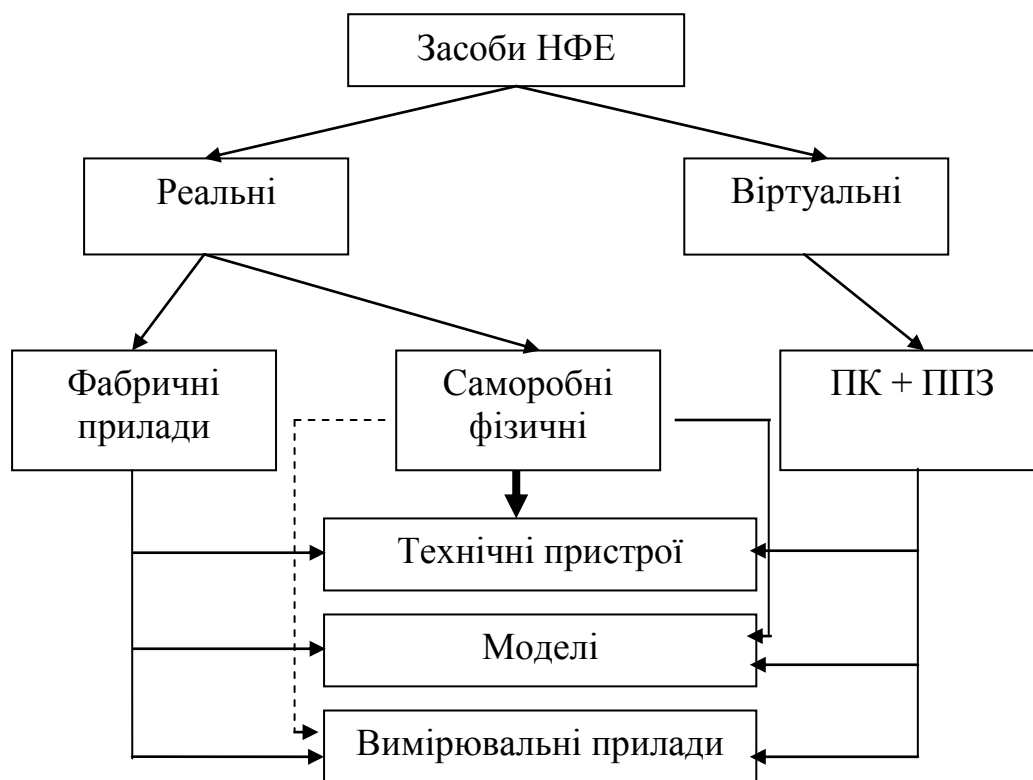 Засоби НФЕ
Реальні
Віртуальні
Фабричні
прилади
Саморобні
фізичні
ПК + ППЗ
Технічні пристрої
Моделі
Вимірювальні прилади